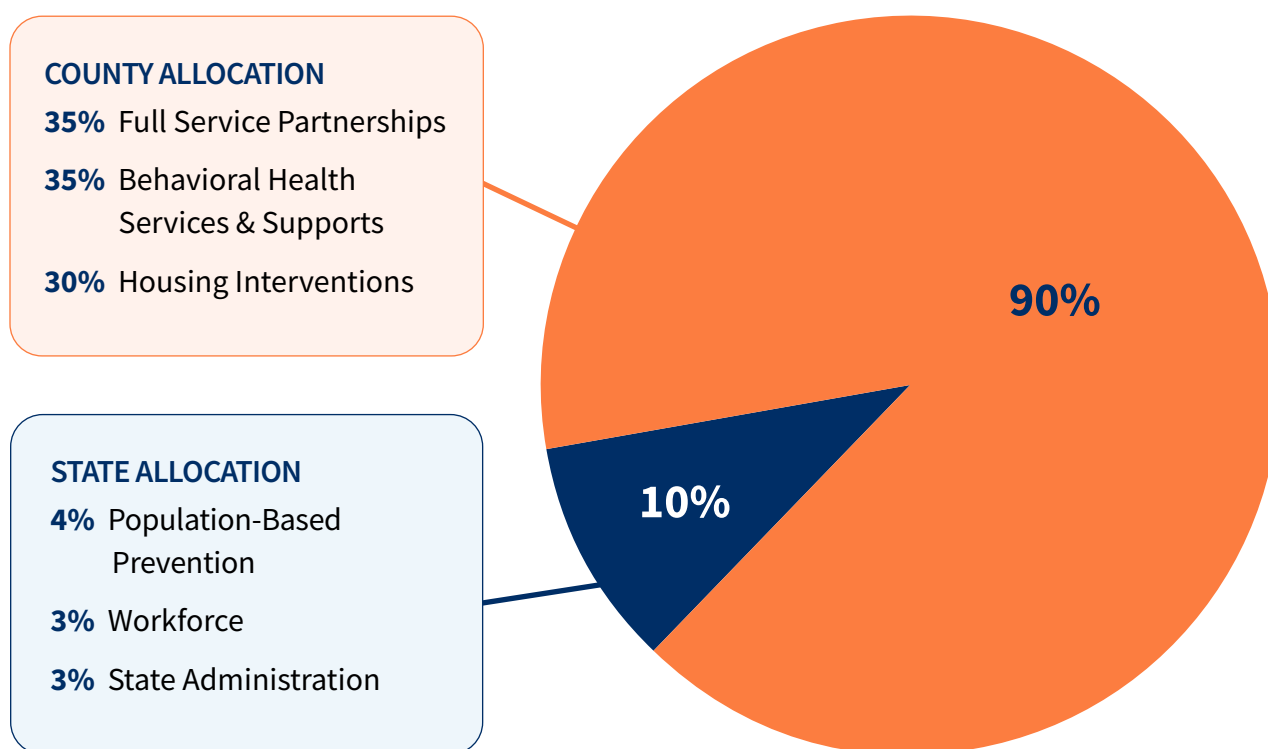 COUNTY ALLOCATION
35% Full Service Partnerships
35% Behavioral Health
Services & Supports
30% Housing Interventions
90%
STATE ALLOCATION
4% Population-Based
Prevention
3% Workforce
3% State Administration
10%